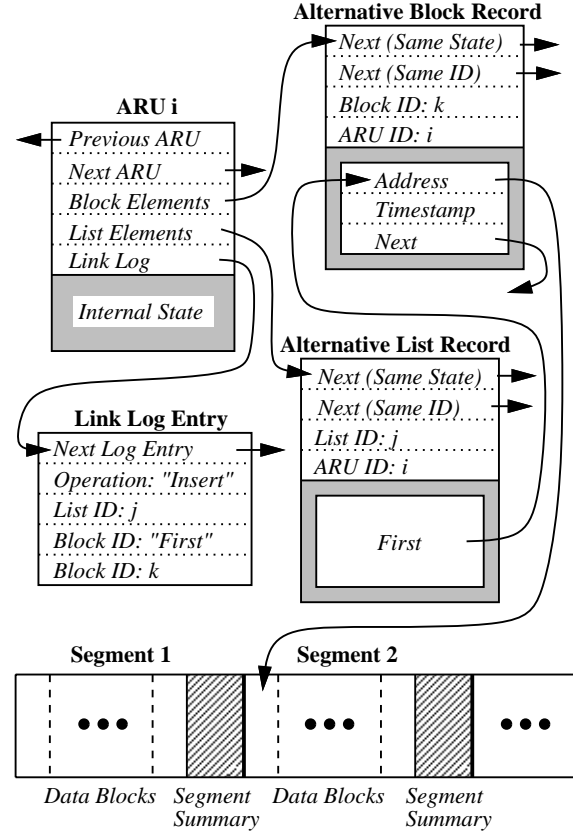 Alternative Block Record
Next (Same State)
Next (Same ID)
Block ID: k
ARU ID: i
Address
Timestamp
Next
ARU i
Previous ARU
Next ARU
Block Elements
List Elements
Link Log
Internal State
Alternative List Record
Next (Same State)
Next (Same ID)
List ID: j
ARU ID: i
First
Link Log Entry
Next Log Entry
Operation: "Insert"
List ID: j
Block ID: "First"
Block ID: k
Segment 1
Segment 2
Data Blocks
Segment
Summary
Data Blocks
Segment
Summary